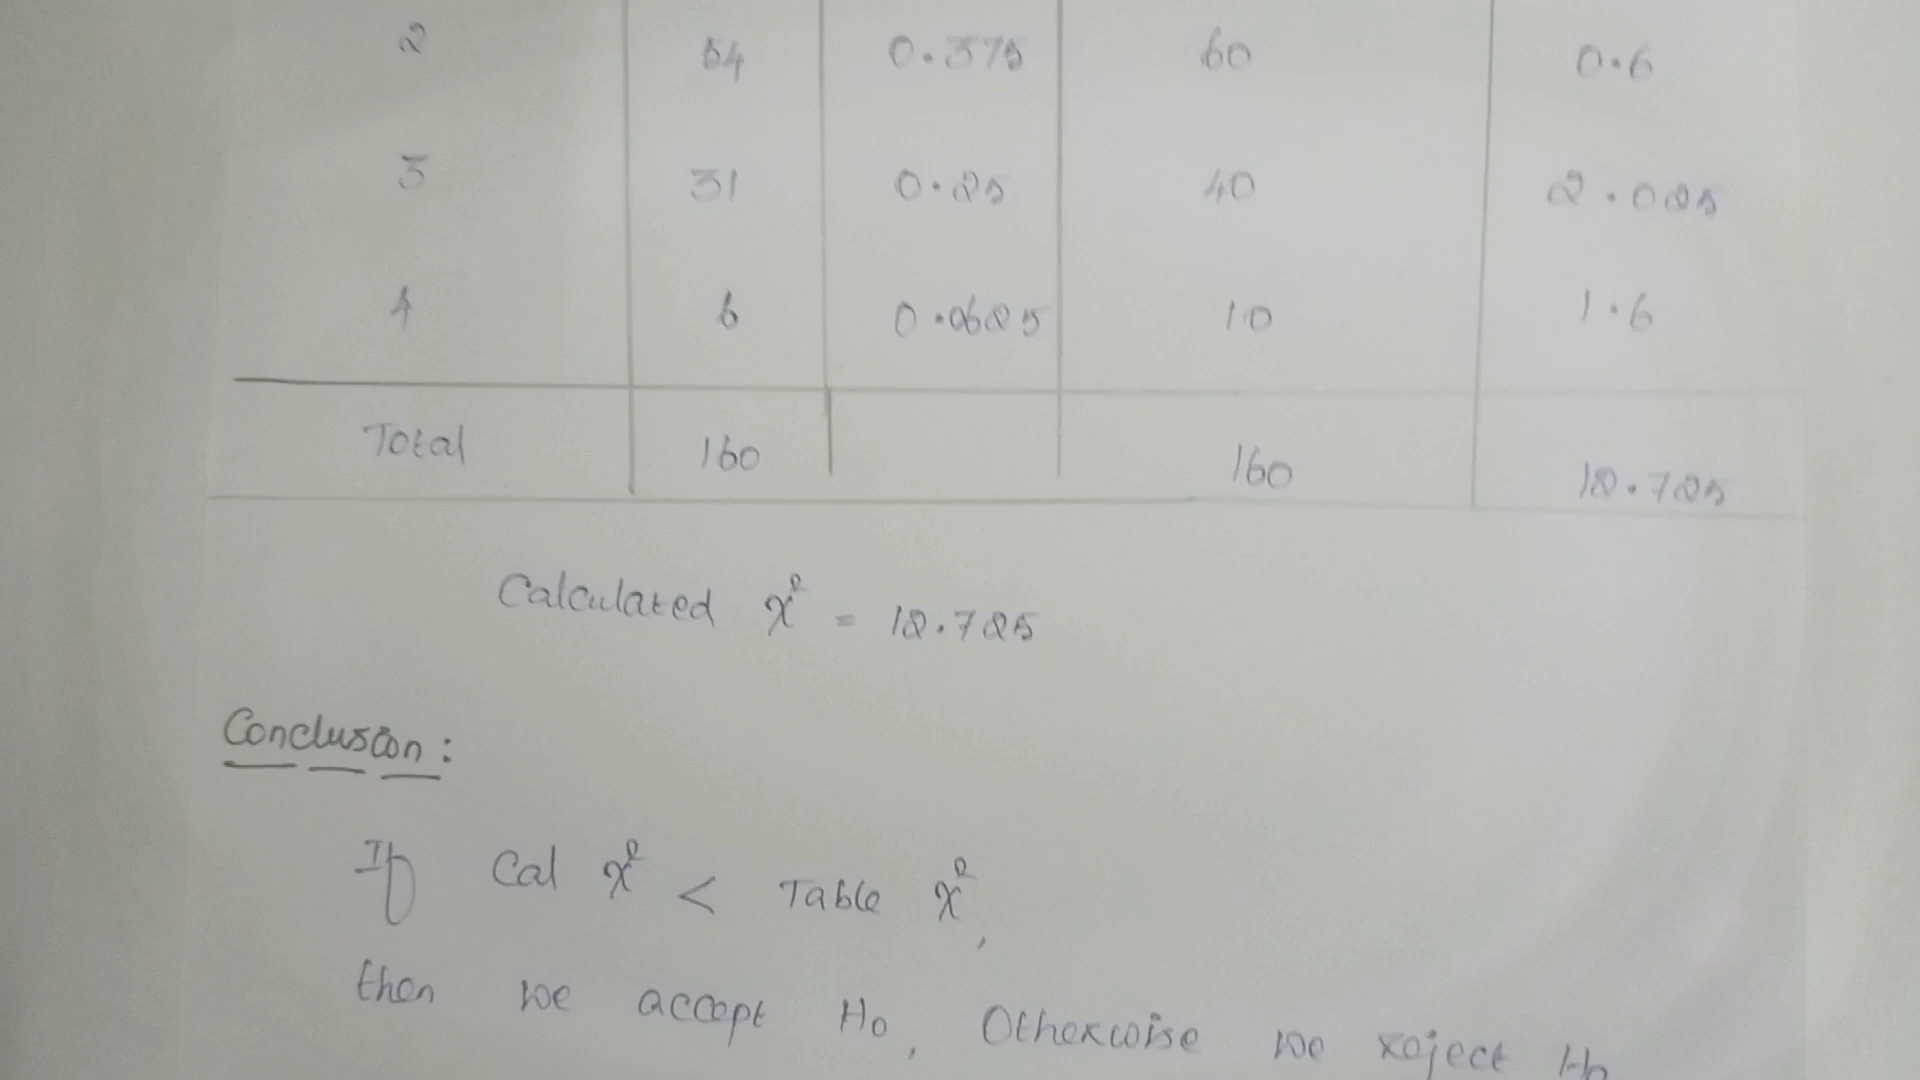 2 54 0.375 60 0.6
3 31 0.25 40 2.025
4 6 0.0625 10 1.6
Total 160 160 12.725
Calculated χ² = 12.725
Conclusion:
If Cal χ² < Table χ²,
then we accept H₀, Otherwise we reject H₀